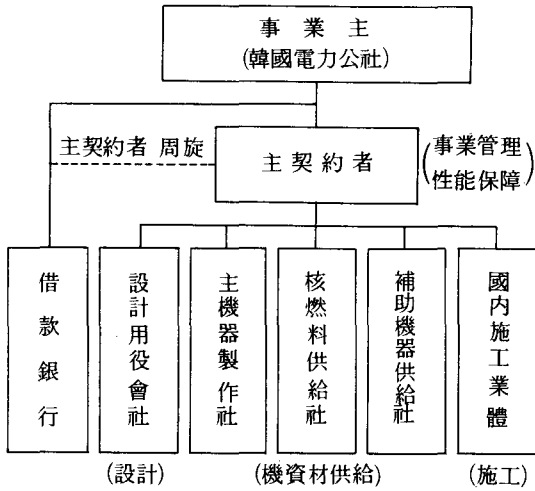 事業主
(韓國電力公社)
主契約者 周旋
主契約者
(事業管理
性能保障)
借款銀行
設計用役會社
主機器製作社
核燃料供給社
補助機器供給社
國內施工業體
(設計)
(機資材供給)
(施工)